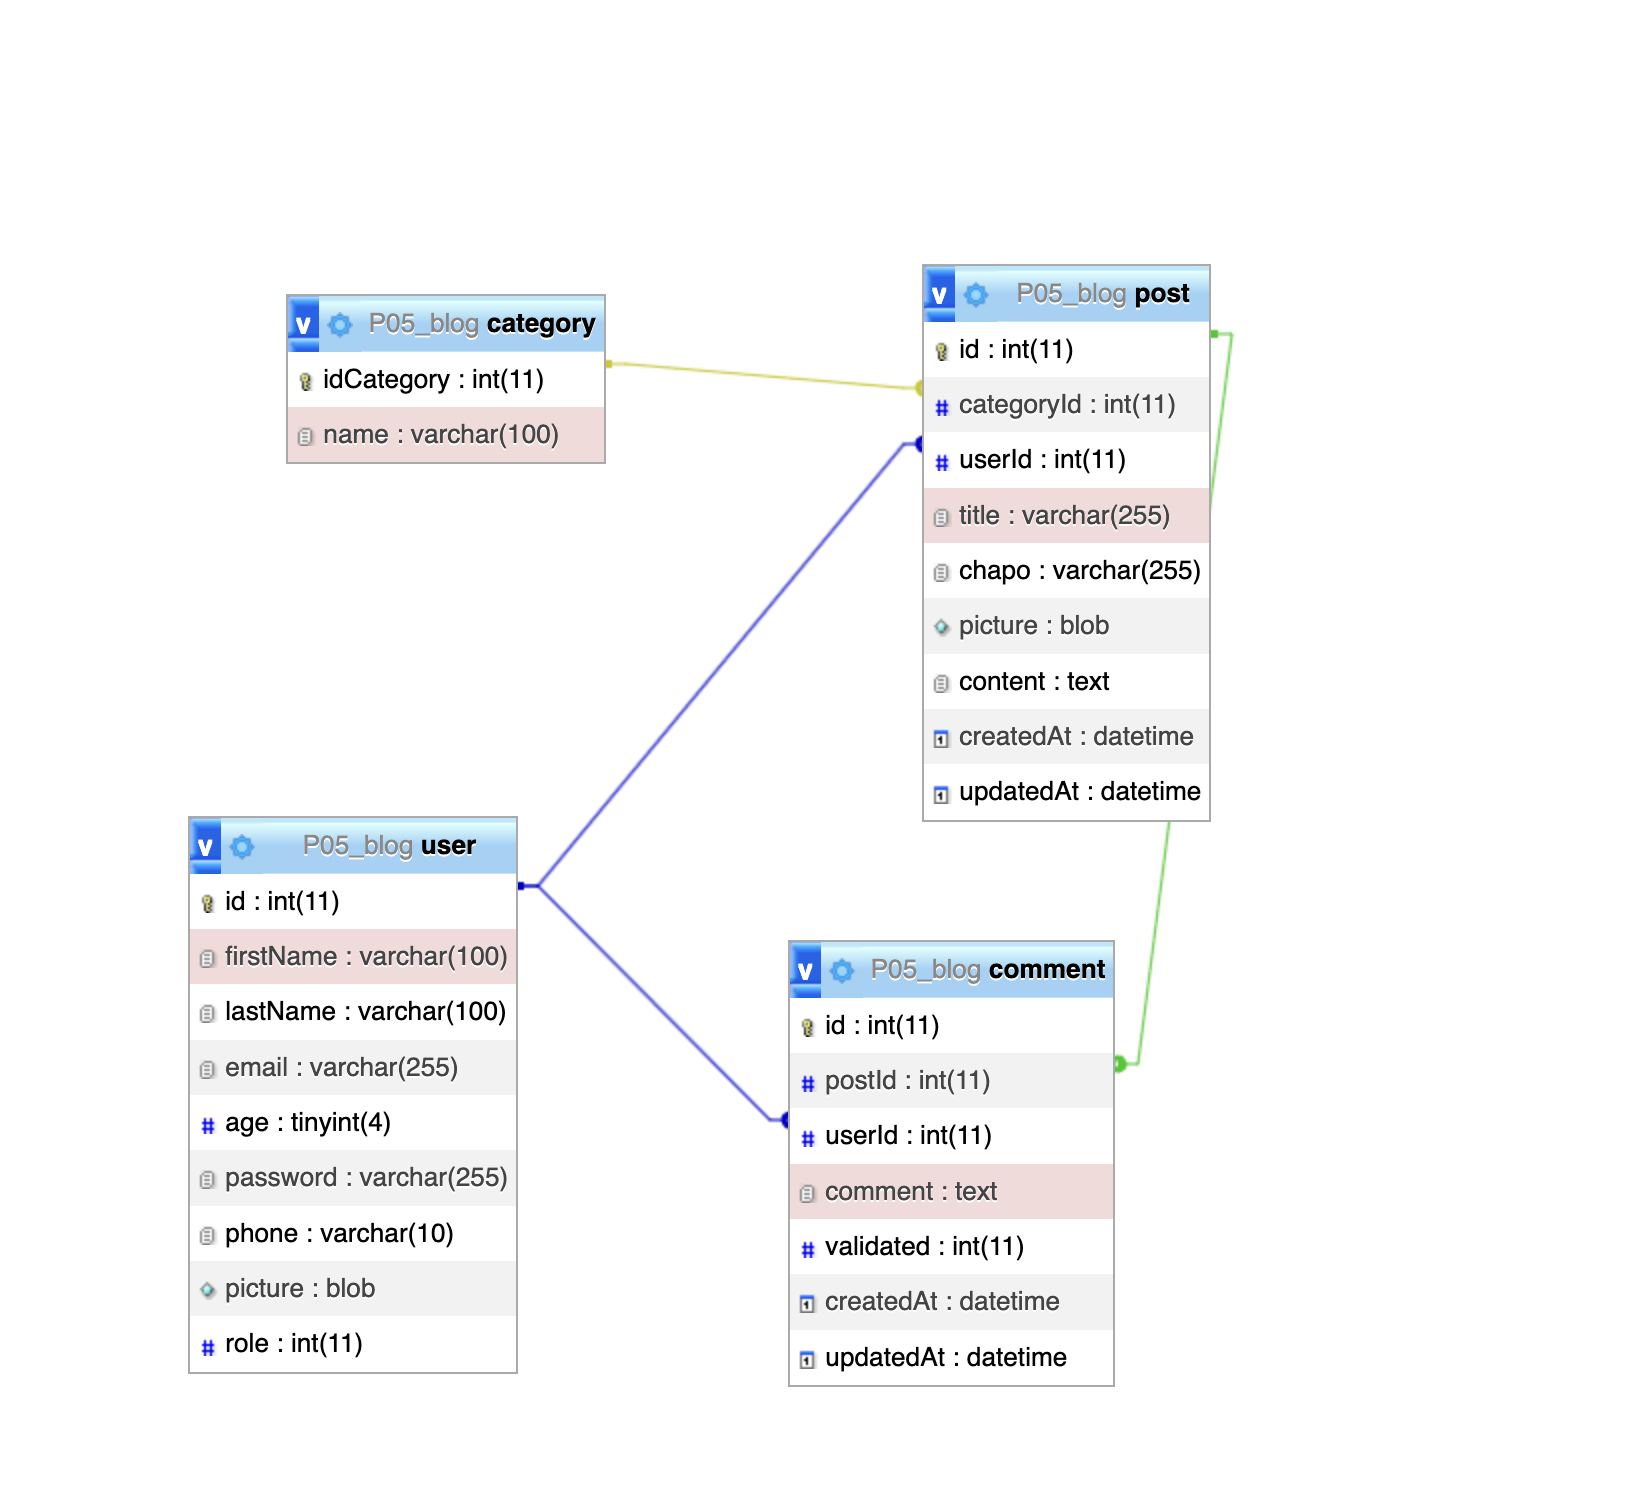 v P05_blog category
idCategory : int(11)
name : varchar(100)
v P05_blog post
id : int(11)
# categoryId : int(11)
# userId : int(11)
title : varchar(255)
chapo : varchar(255)
picture : blob
content : text
createdAt : datetime
updatedAt : datetime
v P05_blog user
id : int(11)
firstName : varchar(100)
lastName : varchar(100)
email : varchar(255)
# age : tinyint(4)
password : varchar(255)
phone : varchar(10)
picture : blob
# role : int(11)
v P05_blog comment
id : int(11)
# postId : int(11)
# userId : int(11)
comment : text
# validated : int(11)
createdAt : datetime
updatedAt : datetime